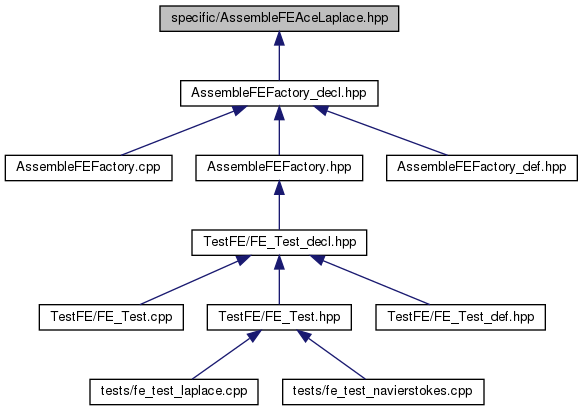 specific/AssembleFEAceLaplace.hpp
AssembleFEFactory_decl.hpp
AssembleFEFactory.cpp
AssembleFEFactory.hpp
AssembleFEFactory_def.hpp
TestFE/FE_Test_decl.hpp
TestFE/FE_Test.cpp
TestFE/FE_Test.hpp
TestFE/FE_Test_def.hpp
tests/fe_test_laplace.cpp
tests/fe_test_navierstokes.cpp